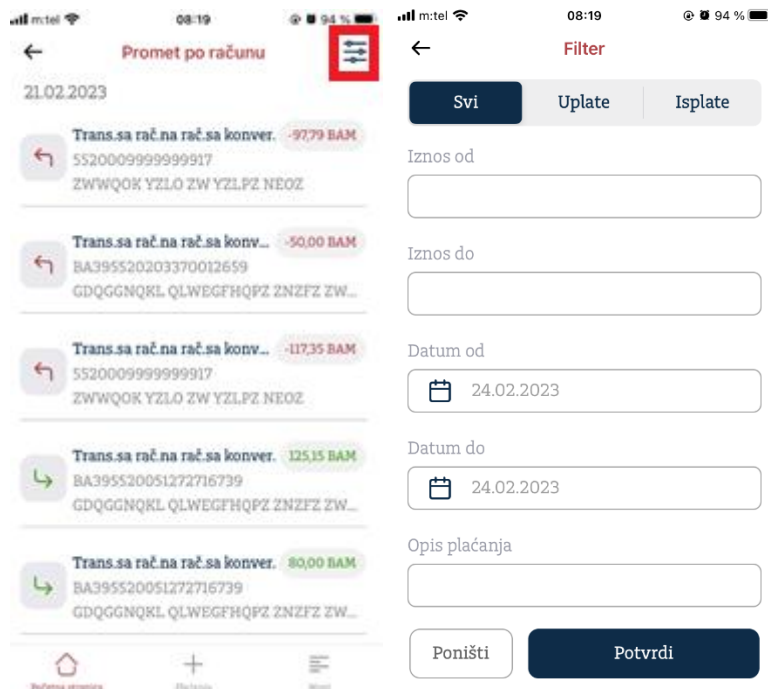 m:tel 08:19 94 %
Promet po računu
21.02.2023
Trans.sa rač.na rač.sa konver. -97,79 BAM
5520009999999917
ZWWQOK YZLO ZW YZLPZ NEOZ
Trans.sa rač.na rač.sa konv... -50,00 BAM
BA395520203370012659
GDQGGNQKL QLWEGFHQPZ ZNZFZ ZW...
Trans.sa rač.na rač.sa konv... -117,35 BAM
5520009999999917
ZWWQOK YZLO ZW YZLPZ NEOZ
Trans.sa rač.na rač.sa konver. 125,15 BAM
BA395520051272716739
GDQGGNQKL QLWEGFHQPZ ZNZFZ ZW...
Trans.sa rač.na rač.sa konver. 80,00 BAM
BA395520051272716739
GDQGGNQKL QLWEGFHQPZ ZNZFZ ZW...
Početna stranica Plaćanja Meni
m:tel 08:19 94 %
Filter
Svi Uplate Isplate
Iznos od
Iznos do
Datum od
24.02.2023
Datum do
24.02.2023
Opis plaćanja
Poništi Potvrdi